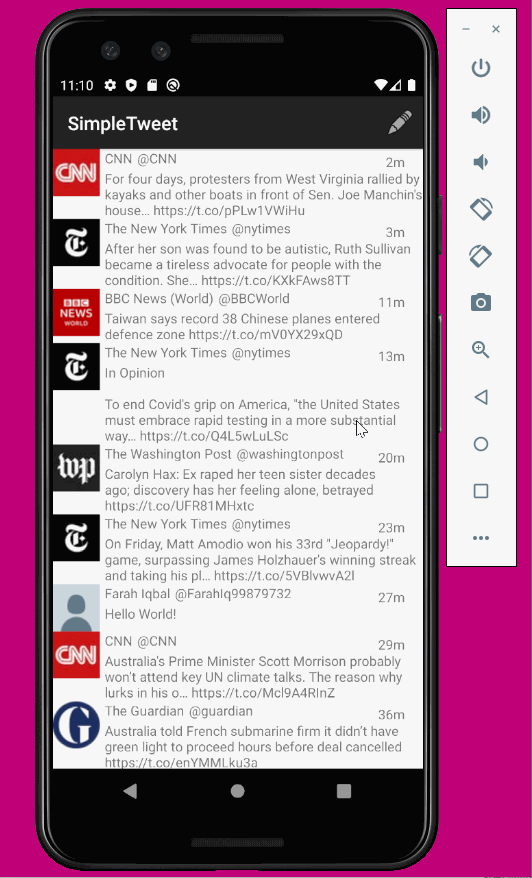 11:10
SimpleTweet
CNN
CNN @CNN
2m
For four days, protesters from West Virginia rallied by
kayaks and other boats in front of Sen. Joe Manchin's
house… https://t.co/pPLw1VWiHu
The New York Times @nytimes
3m
After her son was found to be autistic, Ruth Sullivan
became a tireless advocate for people with the
condition. She… https://t.co/KXkFAws8TT
BBC
NEWS
WORLD
BBC News (World) @BBCWorld
11m
Taiwan says record 38 Chinese planes entered
defence zone https://t.co/mV0YX29xQD
The New York Times @nytimes
13m
In Opinion
To end Covid's grip on America, "the United States
must embrace rapid testing in a more substantial
way… https://t.co/Q4L5wLuLSc
wp
The Washington Post @washingtonpost
20m
Carolyn Hax: Ex raped her teen sister decades
ago; discovery has her feeling alone, betrayed
https://t.co/UFR81MHxtc
The New York Times @nytimes
23m
On Friday, Matt Amodio won his 33rd "Jeopardy!"
game, surpassing James Holzhauer's winning streak
and taking his pl… https://t.co/5VBlvwvA2l
Farah Iqbal @FarahIq99879732
27m
Hello World!
CNN
CNN @CNN
29m
Australia's Prime Minister Scott Morrison probably
won't attend key UN climate talks. The reason why
lurks in his o… https://t.co/Mcl9A4RInZ
G
The Guardian @guardian
36m
Australia told French submarine firm it didn't have
green light to proceed hours before deal cancelled
https://t.co/enYMMLku3a